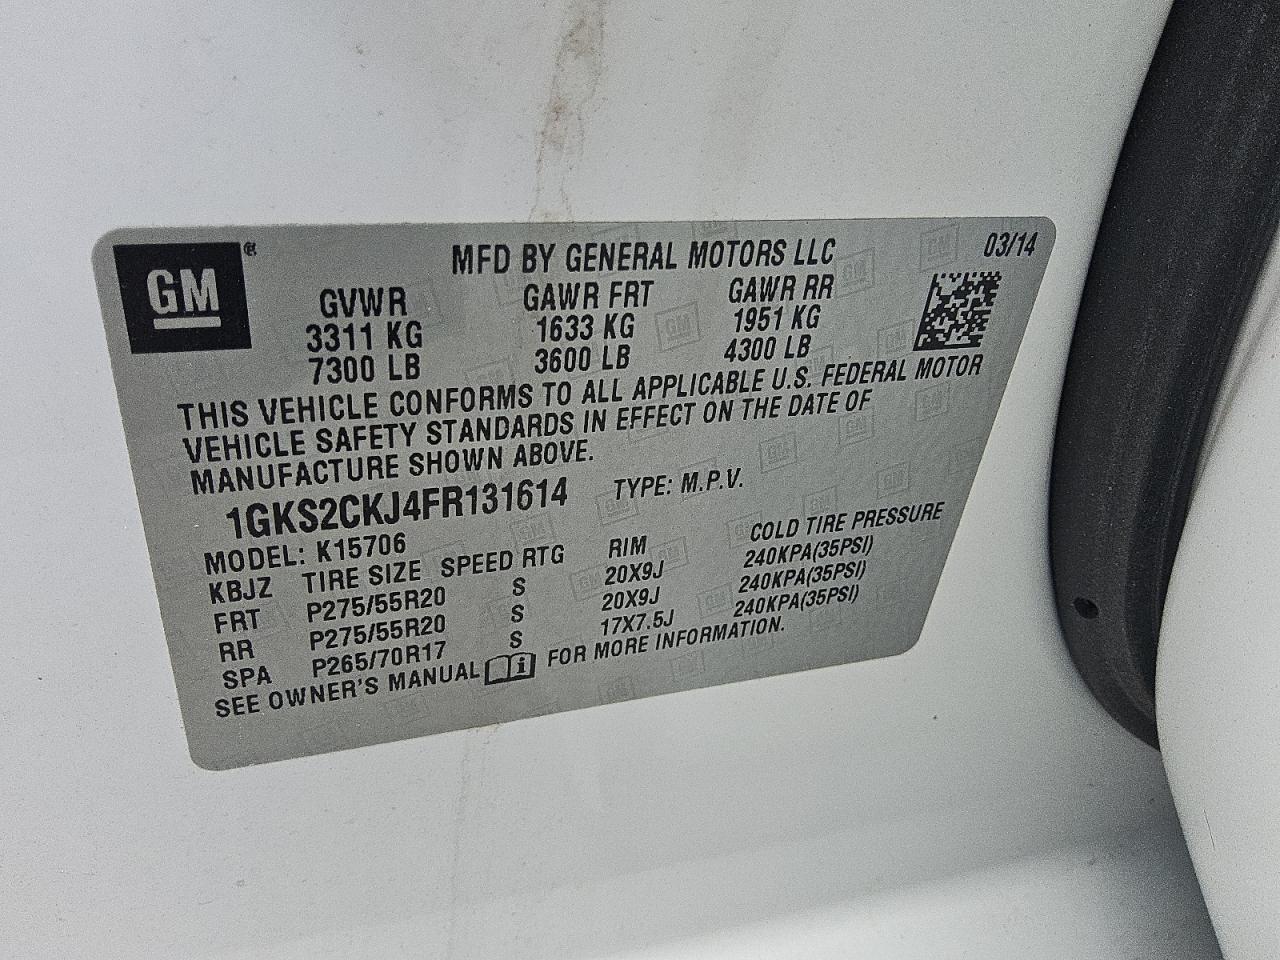 GM ®
MFD BY GENERAL MOTORS LLC 03/14
GVWR GAWR FRT GAWR RR
3311 KG 1633 KG 1951 KG
7300 LB 3600 LB 4300 LB
THIS VEHICLE CONFORMS TO ALL APPLICABLE U.S. FEDERAL MOTOR
VEHICLE SAFETY STANDARDS IN EFFECT ON THE DATE OF
MANUFACTURE SHOWN ABOVE.
1GKS2CKJ4FR131614 TYPE: M.P.V.
MODEL: K15706
KBJZ TIRE SIZE SPEED RTG RIM COLD TIRE PRESSURE
FRT P275/55R20 S 20X9J 240KPA(35PSI)
RR P275/55R20 S 20X9J 240KPA(35PSI)
SPA P265/70R17 S 17X7.5J 240KPA(35PSI)
SEE OWNER'S MANUAL i FOR MORE INFORMATION.